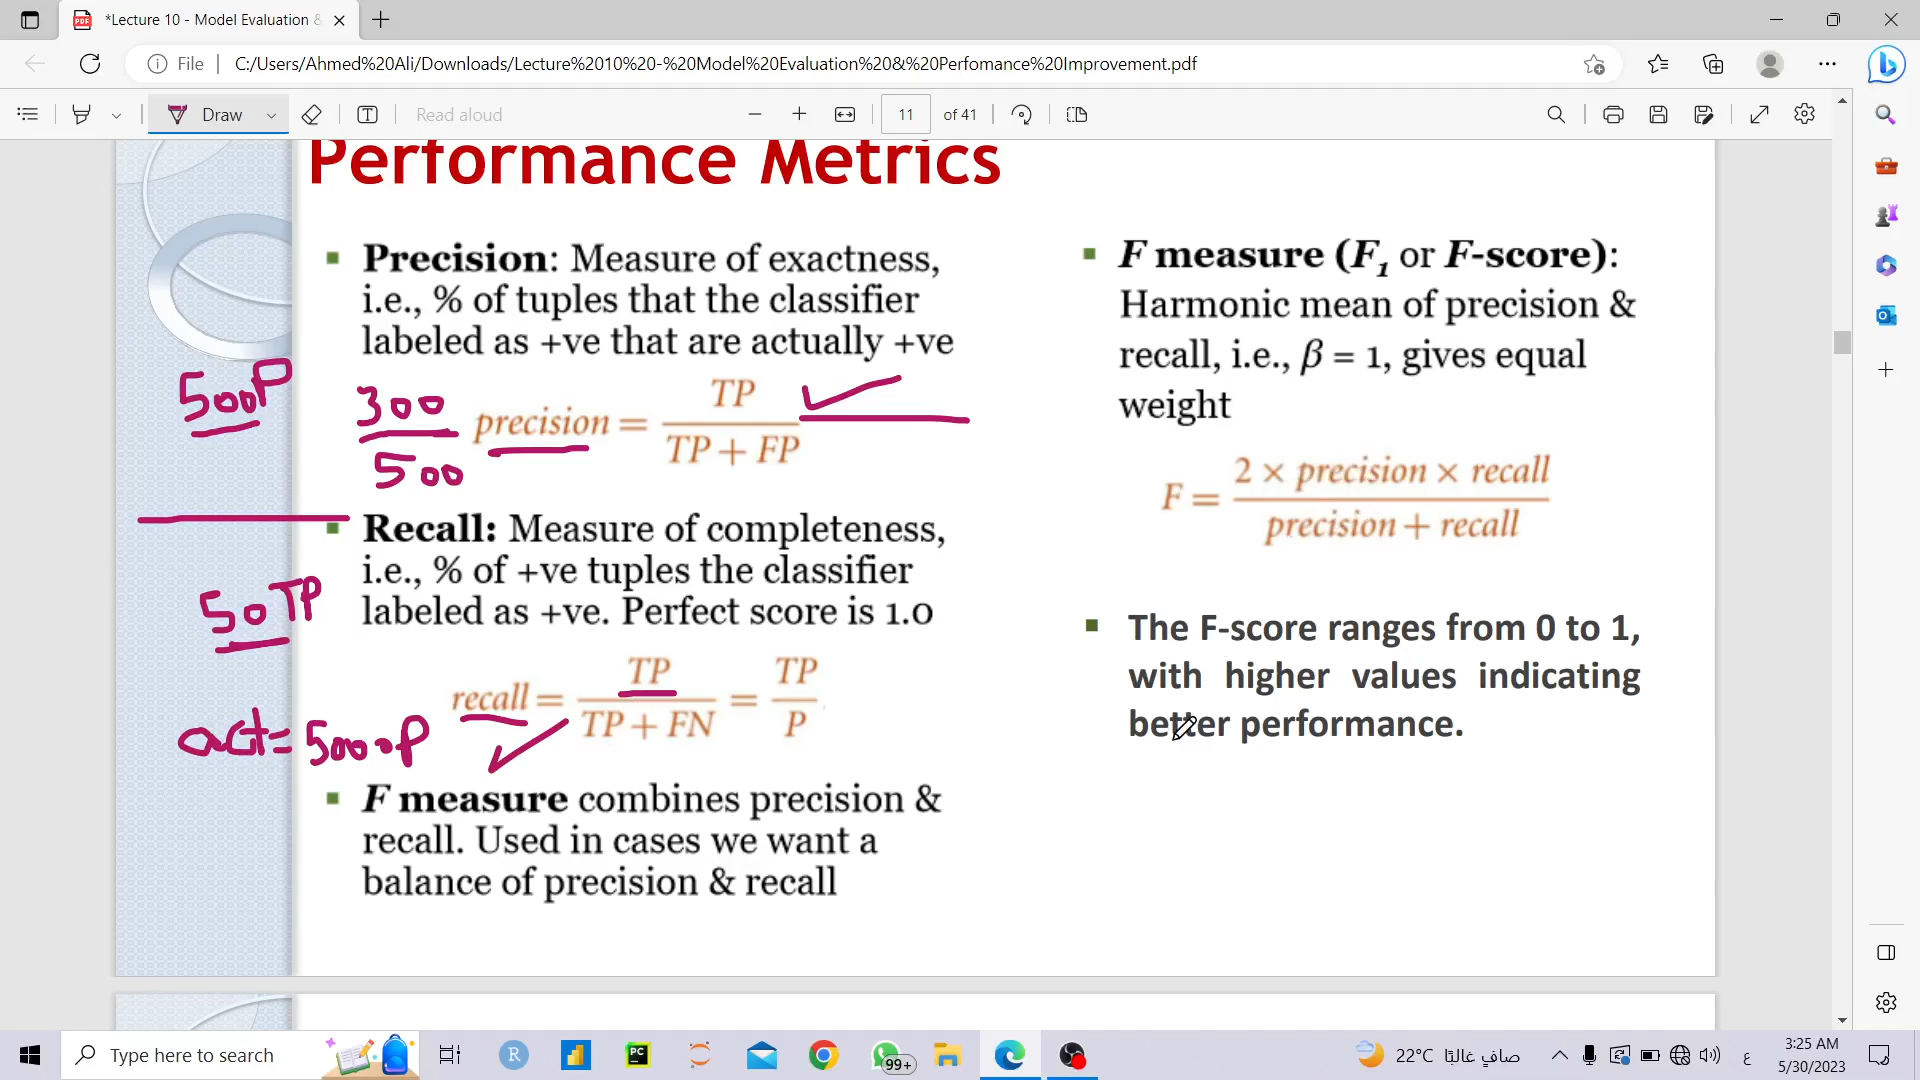 *Lecture 10 - Model Evaluation &
File
C:/Users/Ahmed%20Ali/Downloads/Lecture%2010%20-%20Model%20Evaluation%20&%20Perfomance%20Improvement.pdf
Draw
Read aloud
11
of 41
Performance Metrics
Precision: Measure of exactness,
i.e., % of tuples that the classifier
labeled as +ve that are actually +ve
500P
300
500
precision = TP / TP + FP
Recall: Measure of completeness,
i.e., % of +ve tuples the classifier
labeled as +ve. Perfect score is 1.0
50 TP
recall = TP / TP + FN = TP / P
act = 5000P
F measure combines precision &
recall. Used in cases we want a
balance of precision & recall
F measure (F1 or F-score):
Harmonic mean of precision &
recall, i.e., β = 1, gives equal
weight
F = 2 × precision × recall / precision + recall
The F-score ranges from 0 to 1,
with higher values indicating
better performance.
Type here to search
R
PC
99+
22°C
صافٍ غالبًا
ع
3:25 AM
5/30/2023